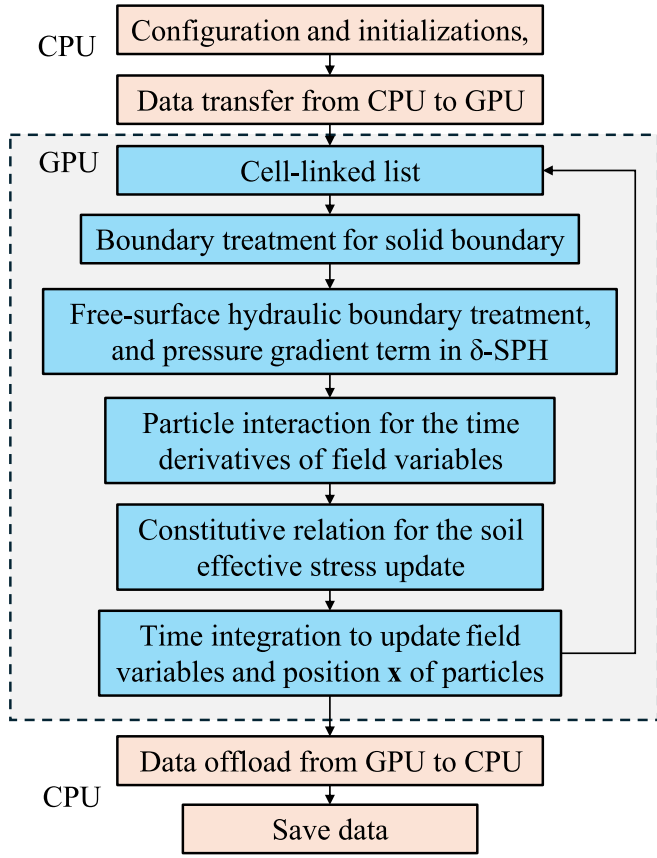 CPU
Configuration and initializations,
Data transfer from CPU to GPU
GPU
Cell-linked list
Boundary treatment for solid boundary
Free-surface hydraulic boundary treatment,
and pressure gradient term in δ-SPH
Particle interaction for the time
derivatives of field variables
Constitutive relation for the soil
effective stress update
Time integration to update field
variables and position x of particles
Data offload from GPU to CPU
CPU
Save data